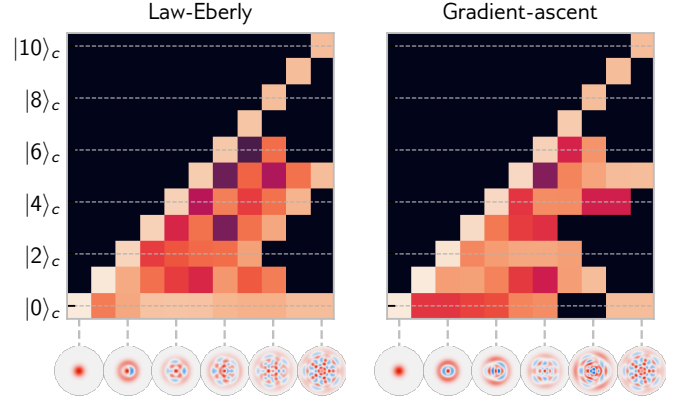 Law-Eberly
Gradient-ascent
|10⟩c
|8⟩c
|6⟩c
|4⟩c
|2⟩c
|0⟩c